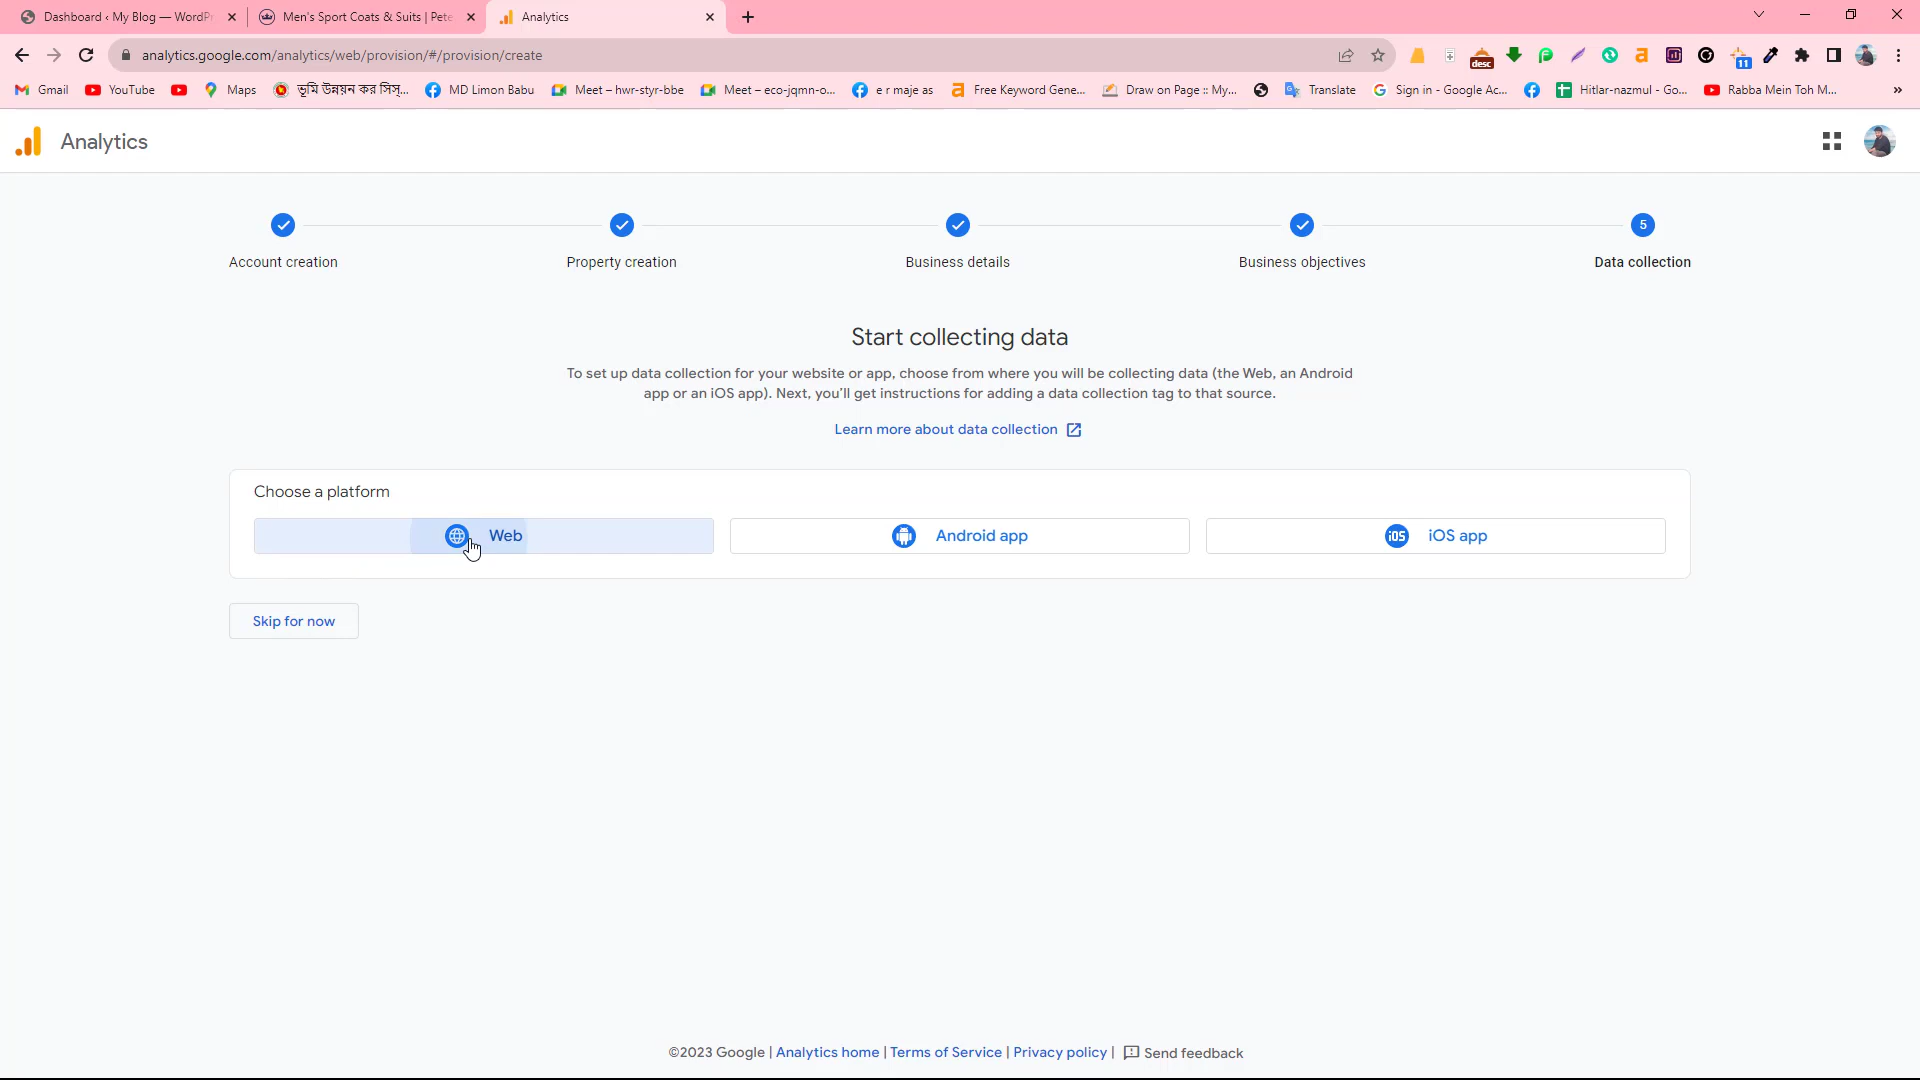 Dashboard ‹ My Blog — WordPr
Men's Sport Coats & Suits | Pete
Analytics
analytics.google.com/analytics/web/provision/#/provision/create
desc
11
Gmail
YouTube
Maps
ভূমি উন্নয়ন কর সিস্...
MD Limon Babu
Meet – hwr-styr-bbe
Meet – eco-jqmn-o...
e r maje as
Free Keyword Gene...
Draw on Page :: My...
Translate
Sign in - Google Ac...
Hitlar-nazmul - Go...
Rabba Mein Toh M...
»
Analytics
5
Account creation
Property creation
Business details
Business objectives
Data collection
Start collecting data
To set up data collection for your website or app, choose from where you will be collecting data (the Web, an Android
app or an iOS app). Next, you'll get instructions for adding a data collection tag to that source.
Learn more about data collection
Choose a platform
Web
Android app
iOS
iOS app
Skip for now
©2023 Google | Analytics home | Terms of Service | Privacy policy | Send feedback